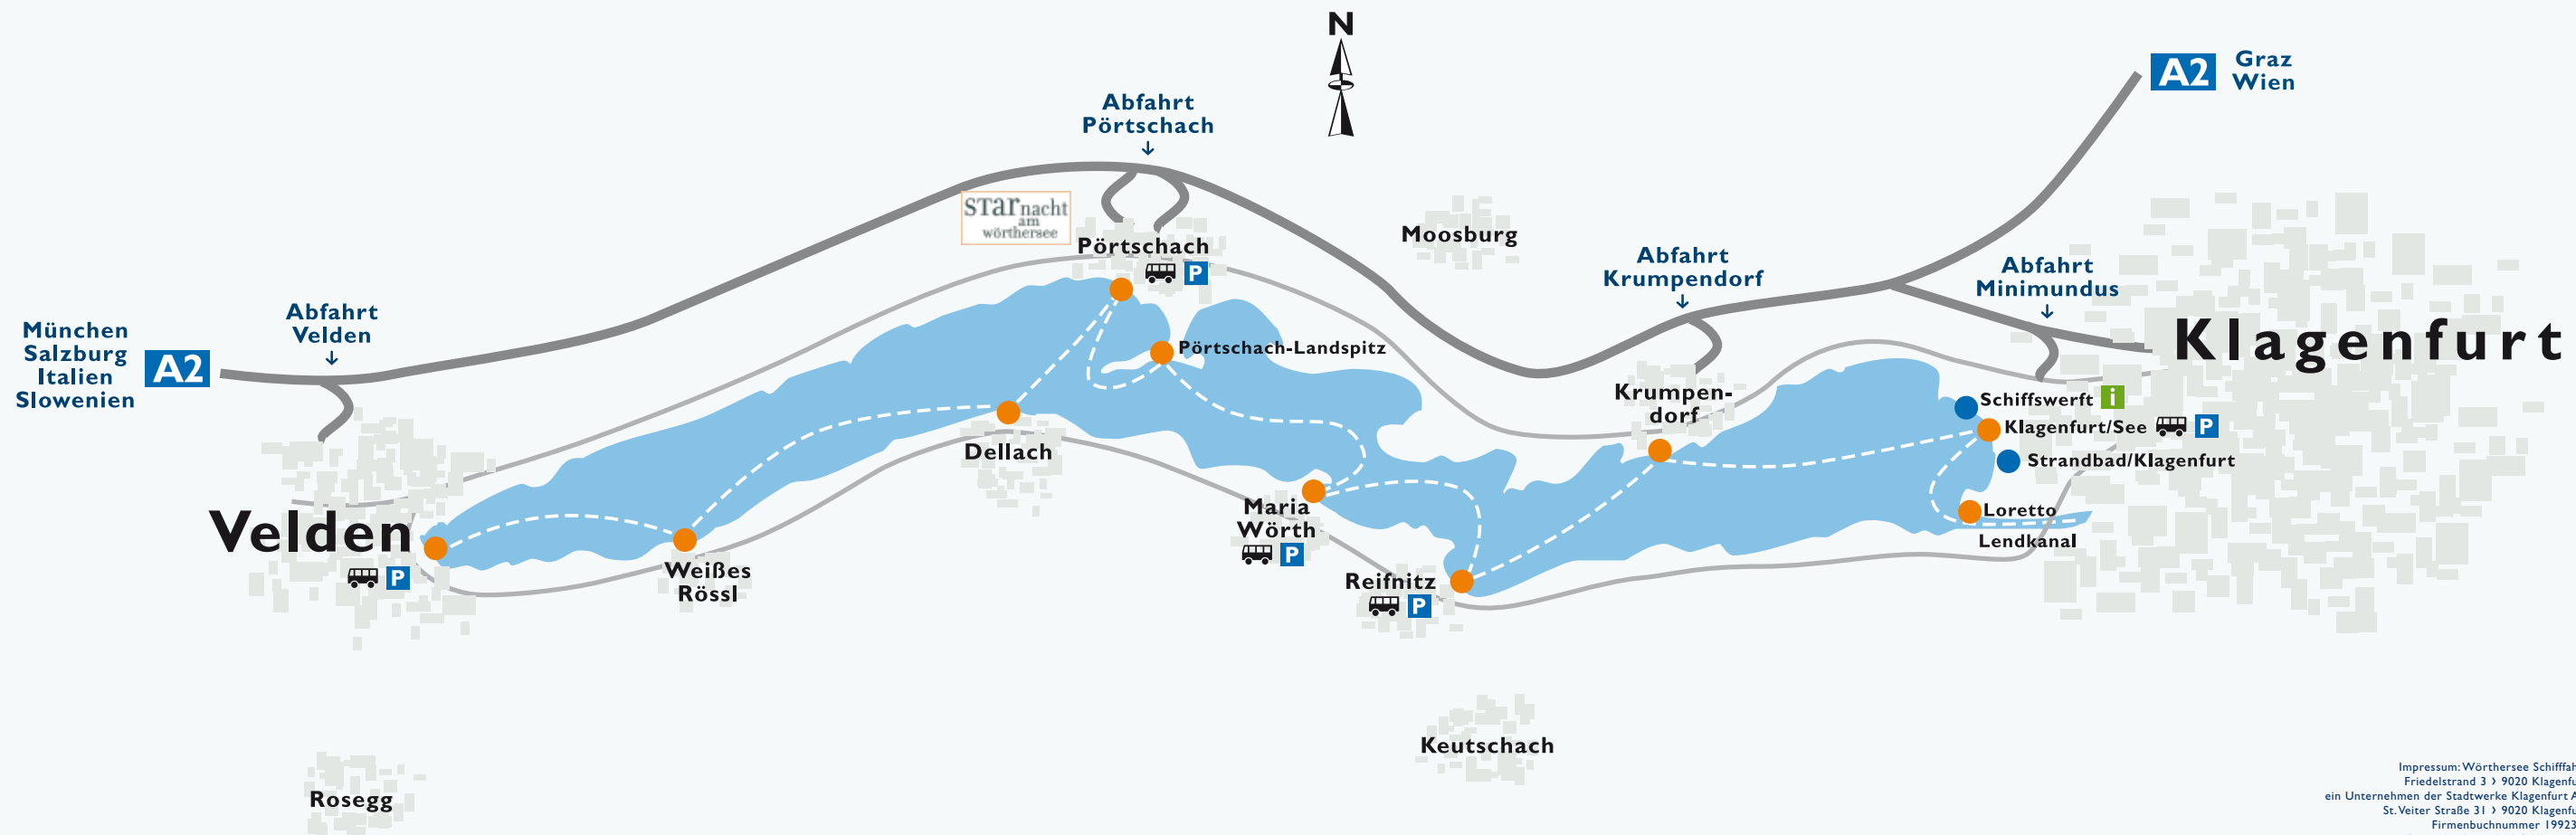 N
A2
Graz
Wien
Abfahrt
Pörtschach
STARnacht
am
wörthersee
Pörtschach
P
Moosburg
Abfahrt
Krumpendorf
Abfahrt
Minimundus
Klagenfurt
München
Salzburg
Italien
Slowenien
A2
Abfahrt
Velden
Pörtschach-Landspitz
Krumpen-
dorf
Schiffswerft
i
Klagenfurt/See
P
Strandbad/Klagenfurt
Dellach
Velden
P
Maria
Wörth
P
Loretto
Lendkanal
Weißes
Rössl
Reifnitz
P
Keutschach
Rosegg
Impressum: Wörthersee Schifffah
Friedelstrand 3 › 9020 Klagenfu
ein Unternehmen der Stadtwerke Klagenfurt A
St. Veiter Straße 31 › 9020 Klagenfu
Firmenbuchnummer 19923